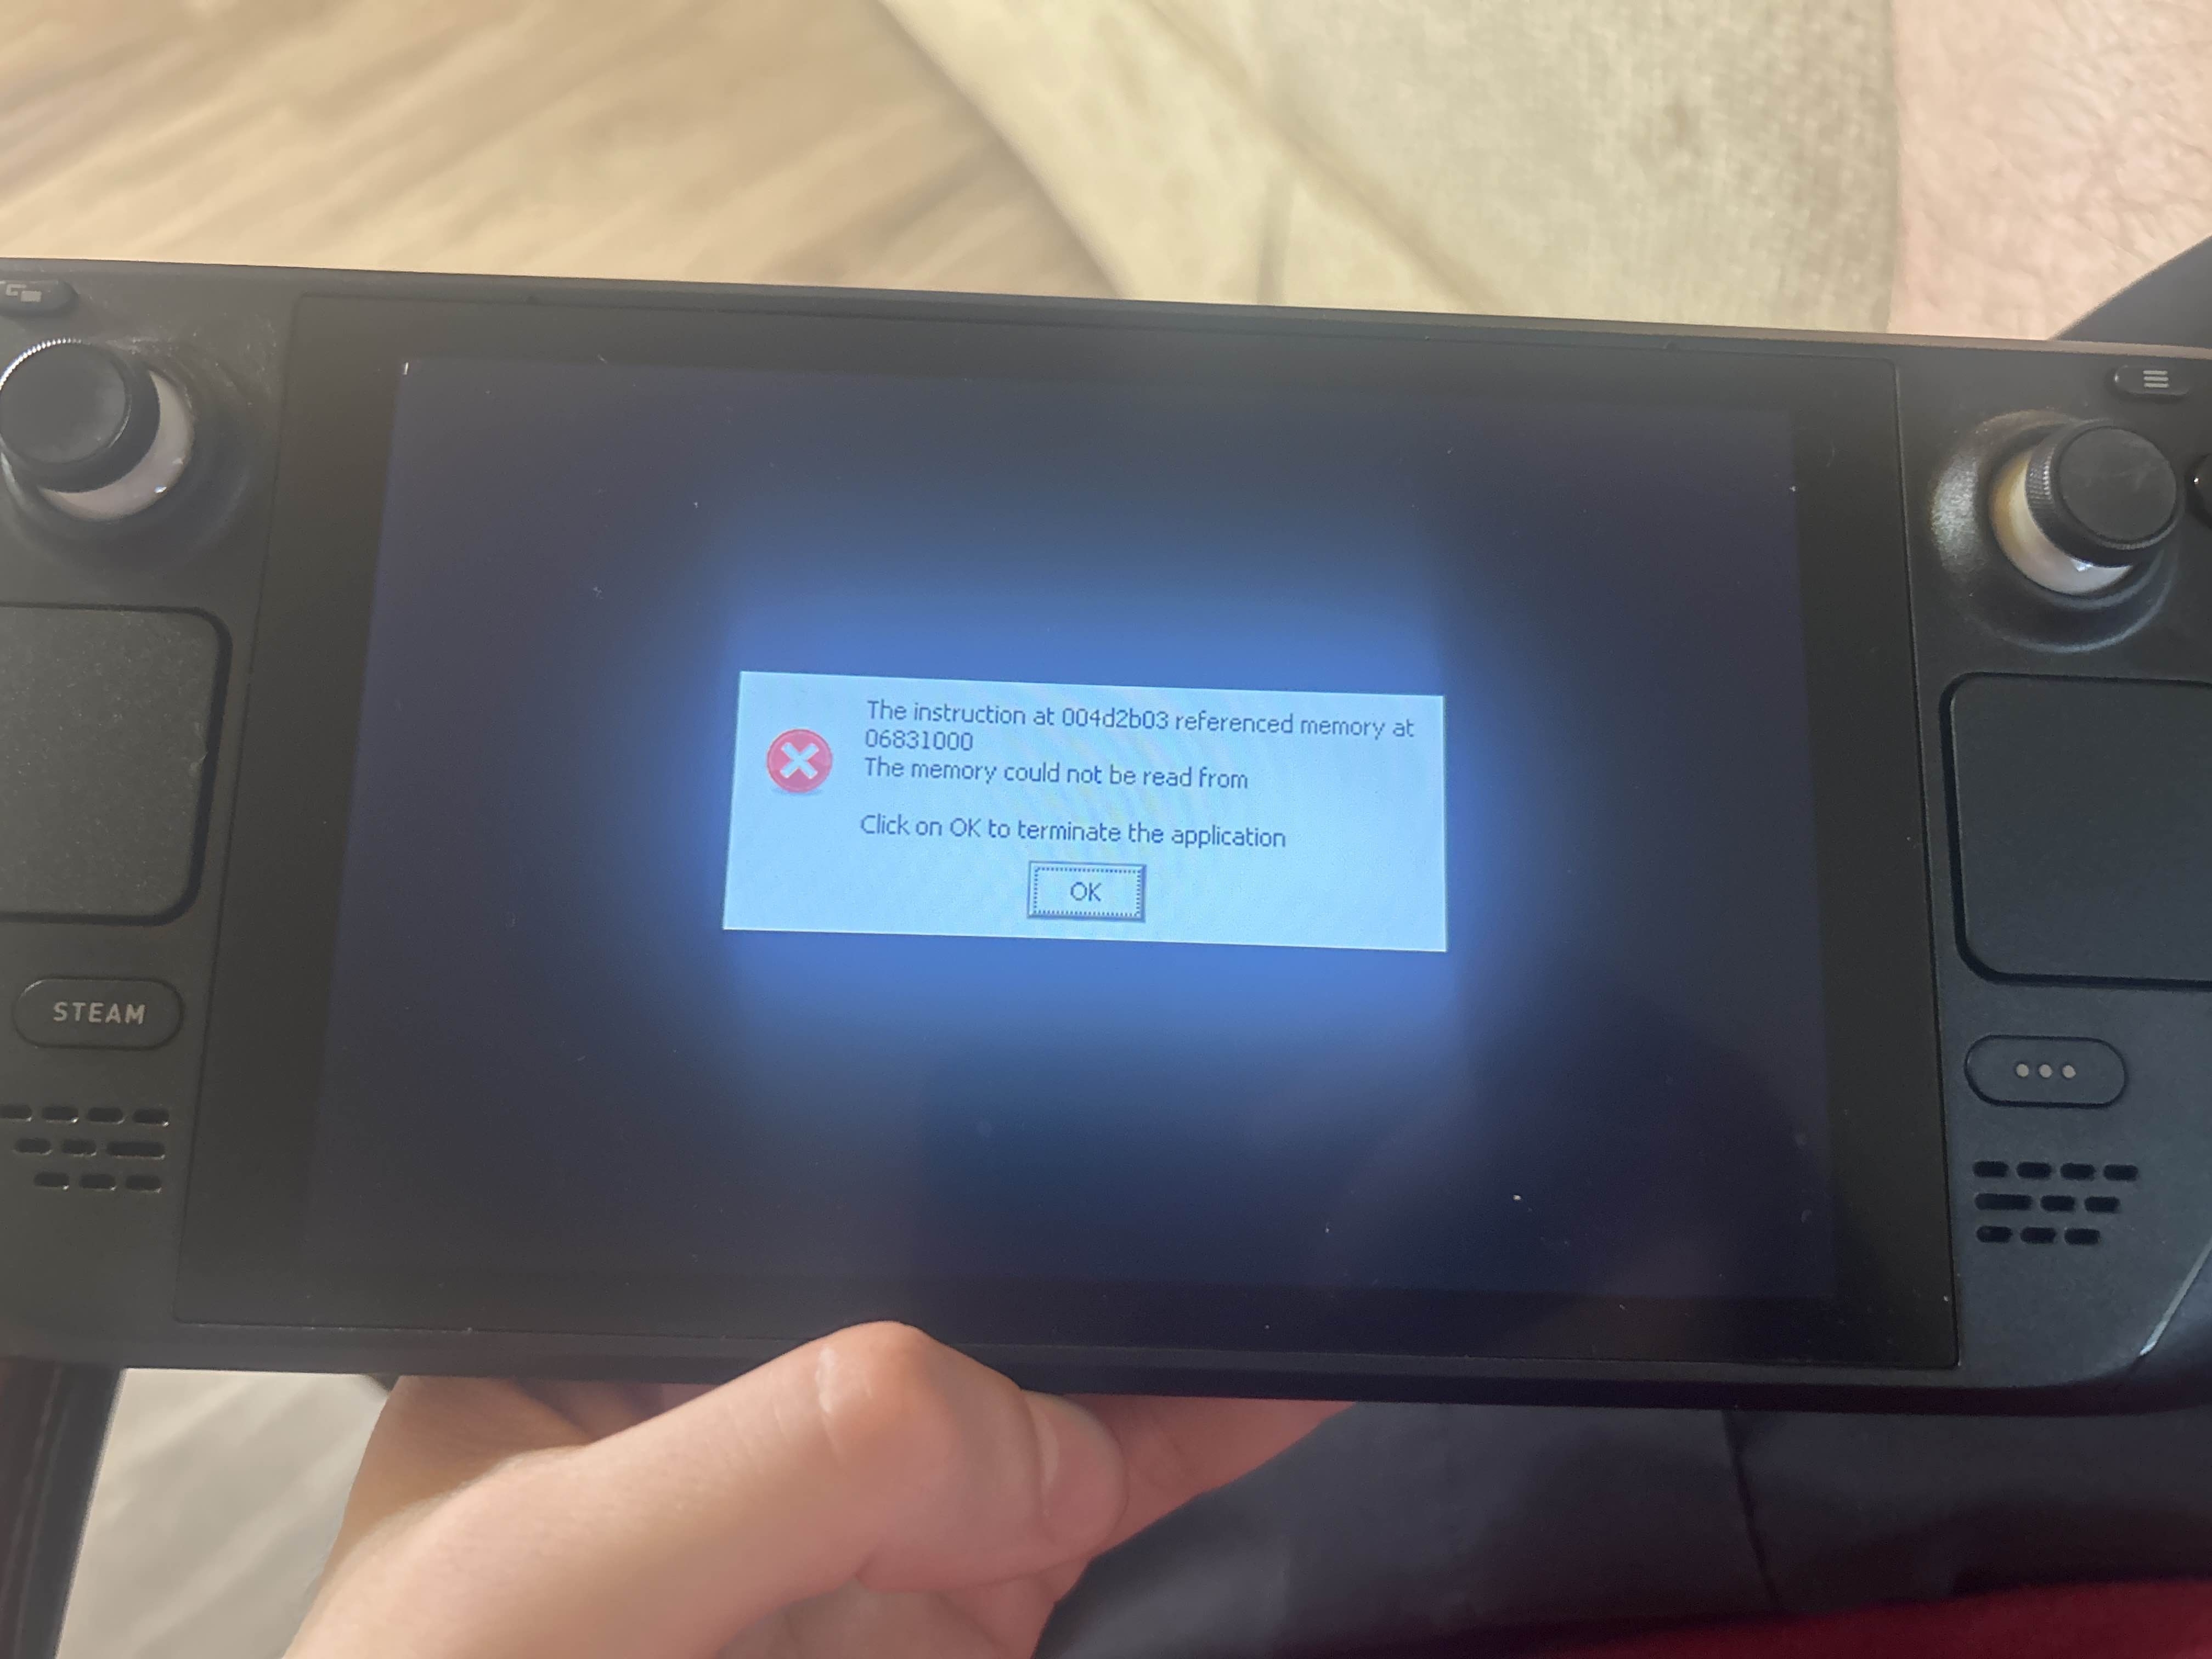 The instruction at 004d2b03 referenced memory at
06831000
The memory could not be read from
Click on OK to terminate the application
OK
STEAM